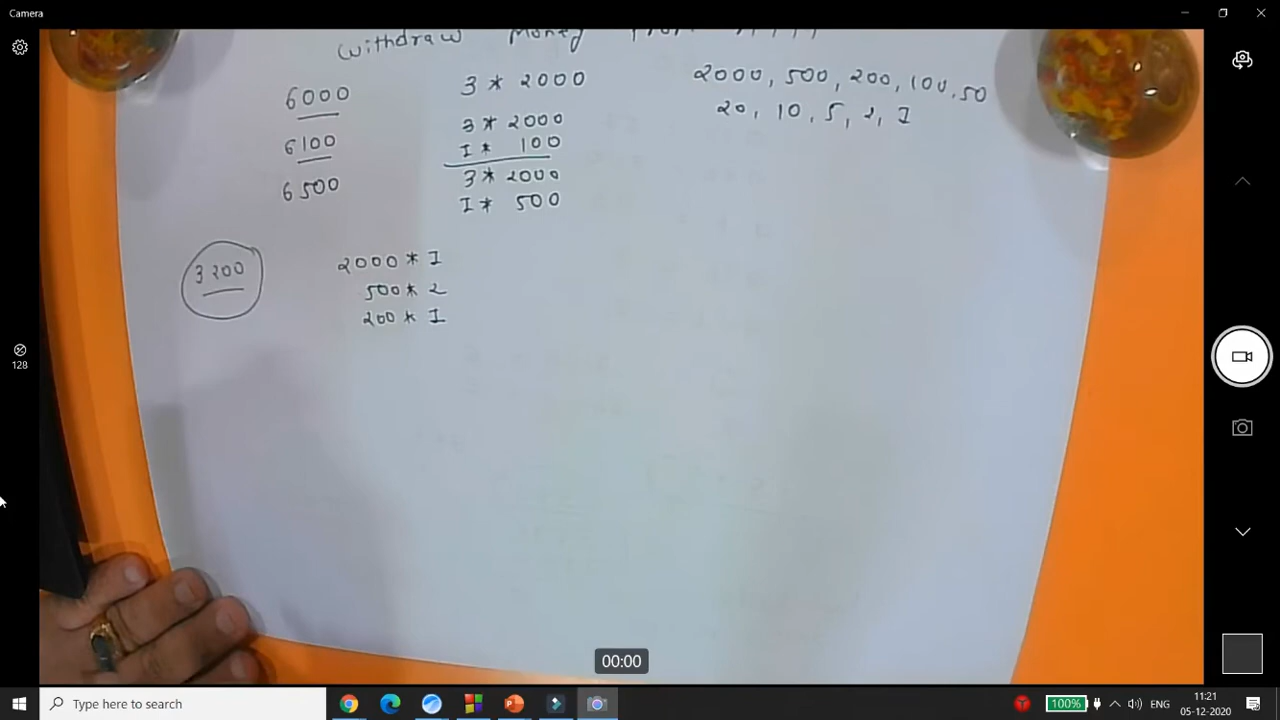 Camera
withdraw money from
6000 3 * 2000 2000, 500, 200, 100, 50
20, 10, 5, 2, 1
6100 3 * 2000
1 * 100
6500 3 * 2000
1 * 500
3200 2000 * 1
500 * 2
200 * 1
128
00:00
Type here to search
100%
ENG
11:21
05-12-2020